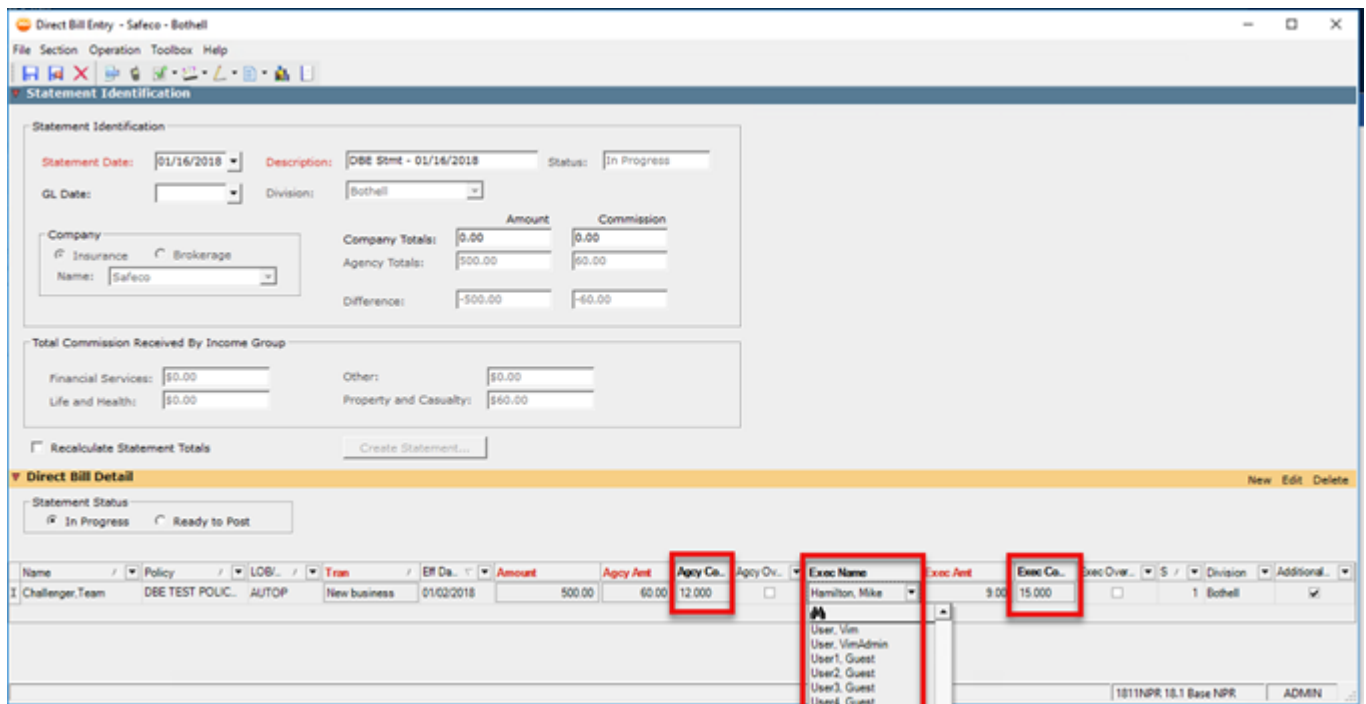 Direct Bill Entry - Safeco - Bothell
File Section Operation Toolbox Help
Statement Identification
Statement Identification
Statement Date: 01/16/2018 Description: DBE Stmt - 01/16/2018 Status: In Progress
GL Date: Division: Bothell
Amount Commission
Company
Company Totals: 0.00 0.00
Insurance Brokerage
Agency Totals: 500.00 60.00
Name: Safeco
Difference: -500.00 -60.00
Total Commission Received By Income Group
Financial Services: $0.00 Other: $0.00
Life and Health: $0.00 Property and Casualty: $60.00
Recalculate Statement Totals Create Statement...
Direct Bill Detail New Edit Delete
Statement Status
In Progress Ready to Post
Name / Policy / LOB/... / Tran / Eff Da... Amount Agcy Amt Agcy Co... Agcy Ov... Exec Name Exec Amt Exec Co... Exec Over... S / Division Additional...
I Challenger,Team DBE TEST POLIC... AUTOP New business 01/02/2018 500.00 60.00 12.000 Hamilton, Mike 9.00 15.000 1 Bothell
User, Vim
User, VimAdmin
User1, Guest
User2, Guest
User3, Guest
User4, Guest
1811NPR 18.1 Base NPR ADMIN